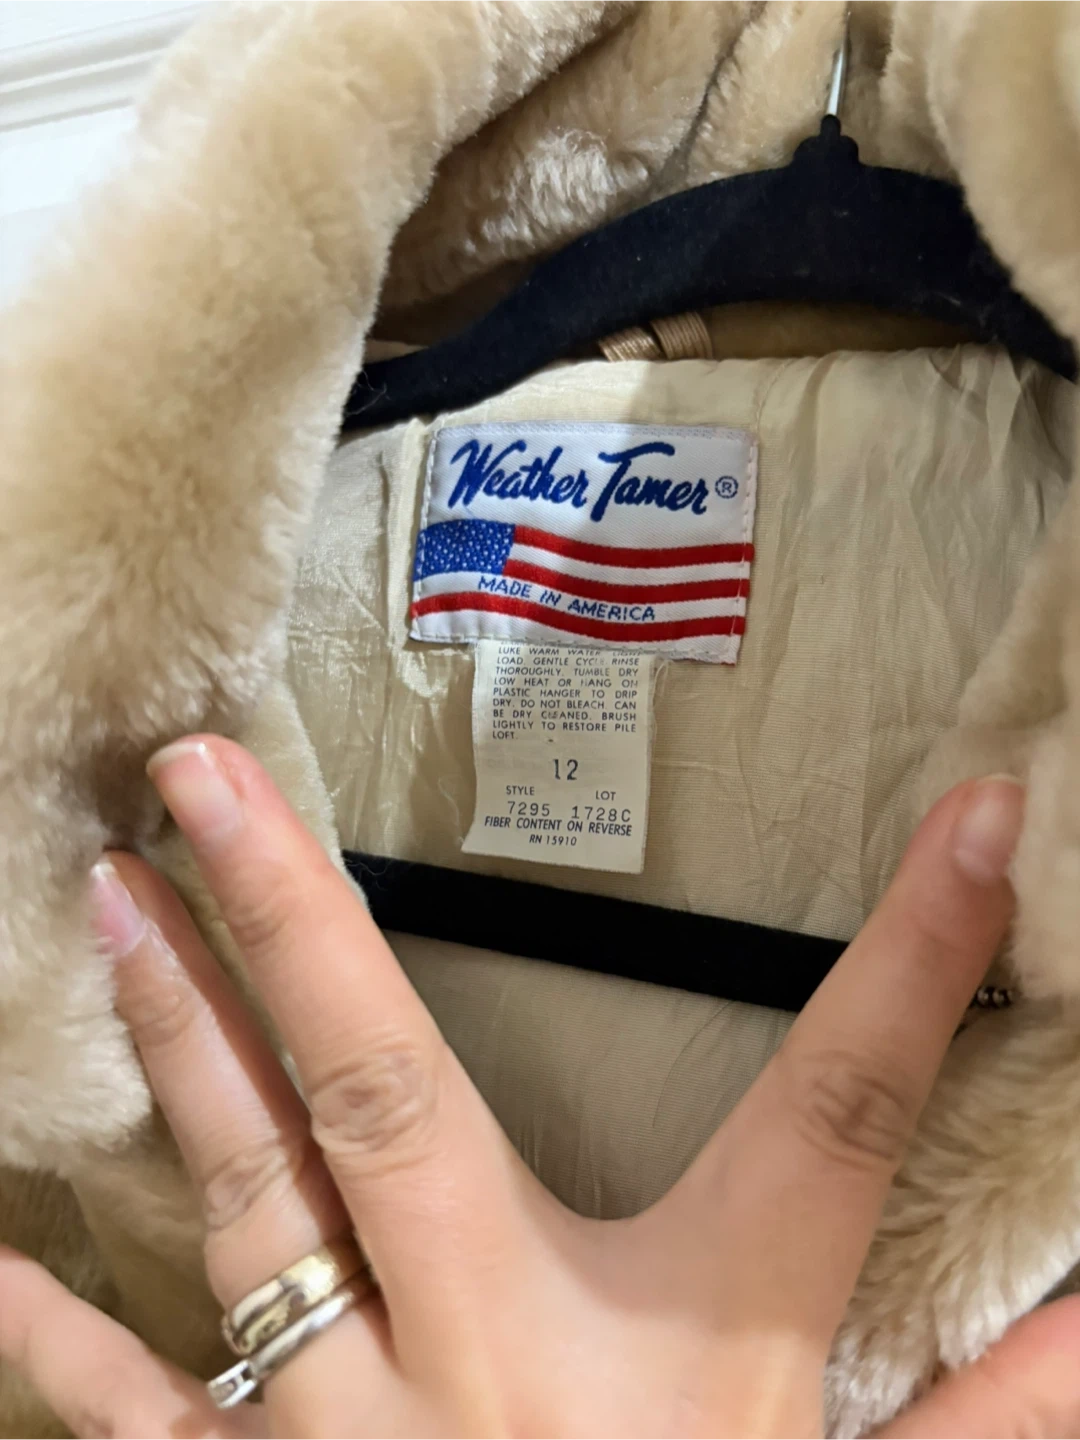 Weather Tamer®
MADE IN AMERICA
LUKE WARM WATER
LOAD. GENTLE CYCLE RINSE
THOROUGHLY. TUMBLE DRY
LOW HEAT OR HANG ON
PLASTIC HANGER TO DRIP
DRY. DO NOT BLEACH. CAN
BE DRY CLEANED. BRUSH
LIGHTLY TO RESTORE PILE
LOFT.
12
STYLE LOT
7295 1728C
FIBER CONTENT ON REVERSE
RN 15910